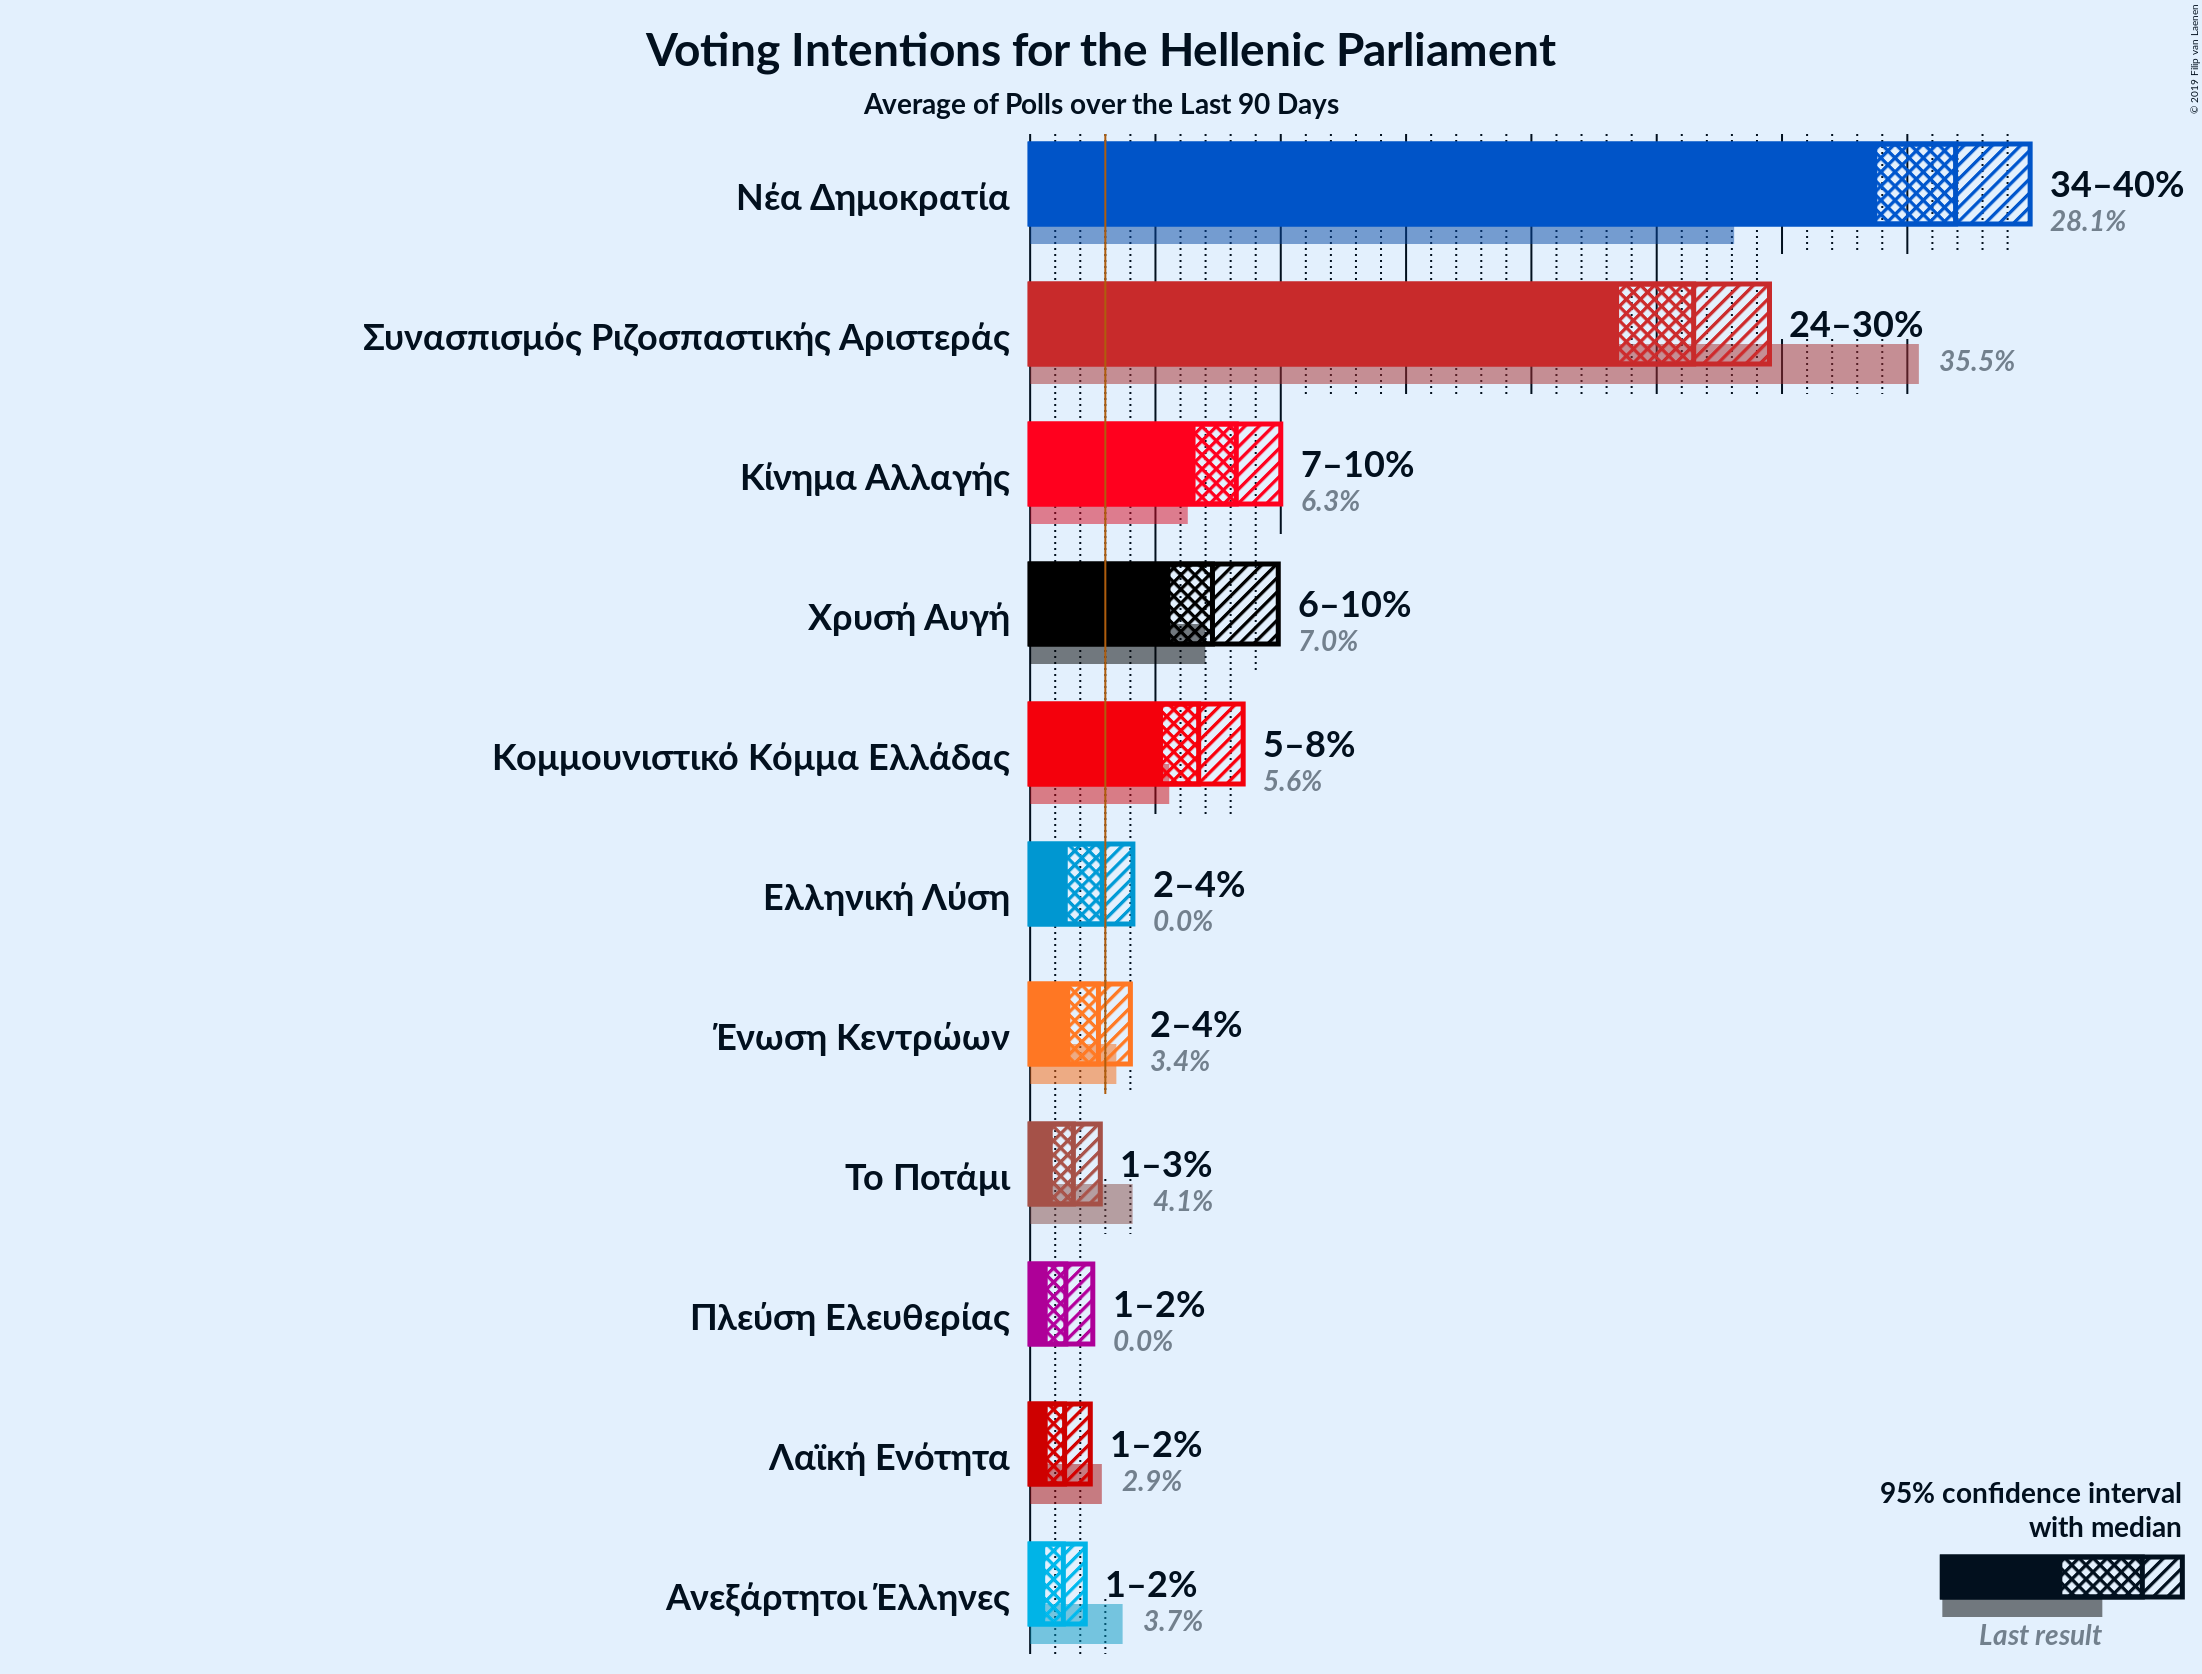 Voting Intentions for the Hellenic Parliament
Average of Polls over the Last 90 Days
© 2019 Filip van Laenen
Νέα Δημοκρατία
34–40%
28.1%
Συνασπισμός Ριζοσπαστικής Αριστεράς
24–30%
35.5%
Κίνημα Αλλαγής
7–10%
6.3%
Χρυσή Αυγή
6–10%
7.0%
Κομμουνιστικό Κόμμα Ελλάδας
5–8%
5.6%
Ελληνική Λύση
2–4%
0.0%
Ένωση Κεντρώων
2–4%
3.4%
Το Ποτάμι
1–3%
4.1%
Πλεύση Ελευθερίας
1–2%
0.0%
Λαϊκή Ενότητα
1–2%
2.9%
Ανεξάρτητοι Έλληνες
1–2%
3.7%
95% confidence interval
with median
Last result